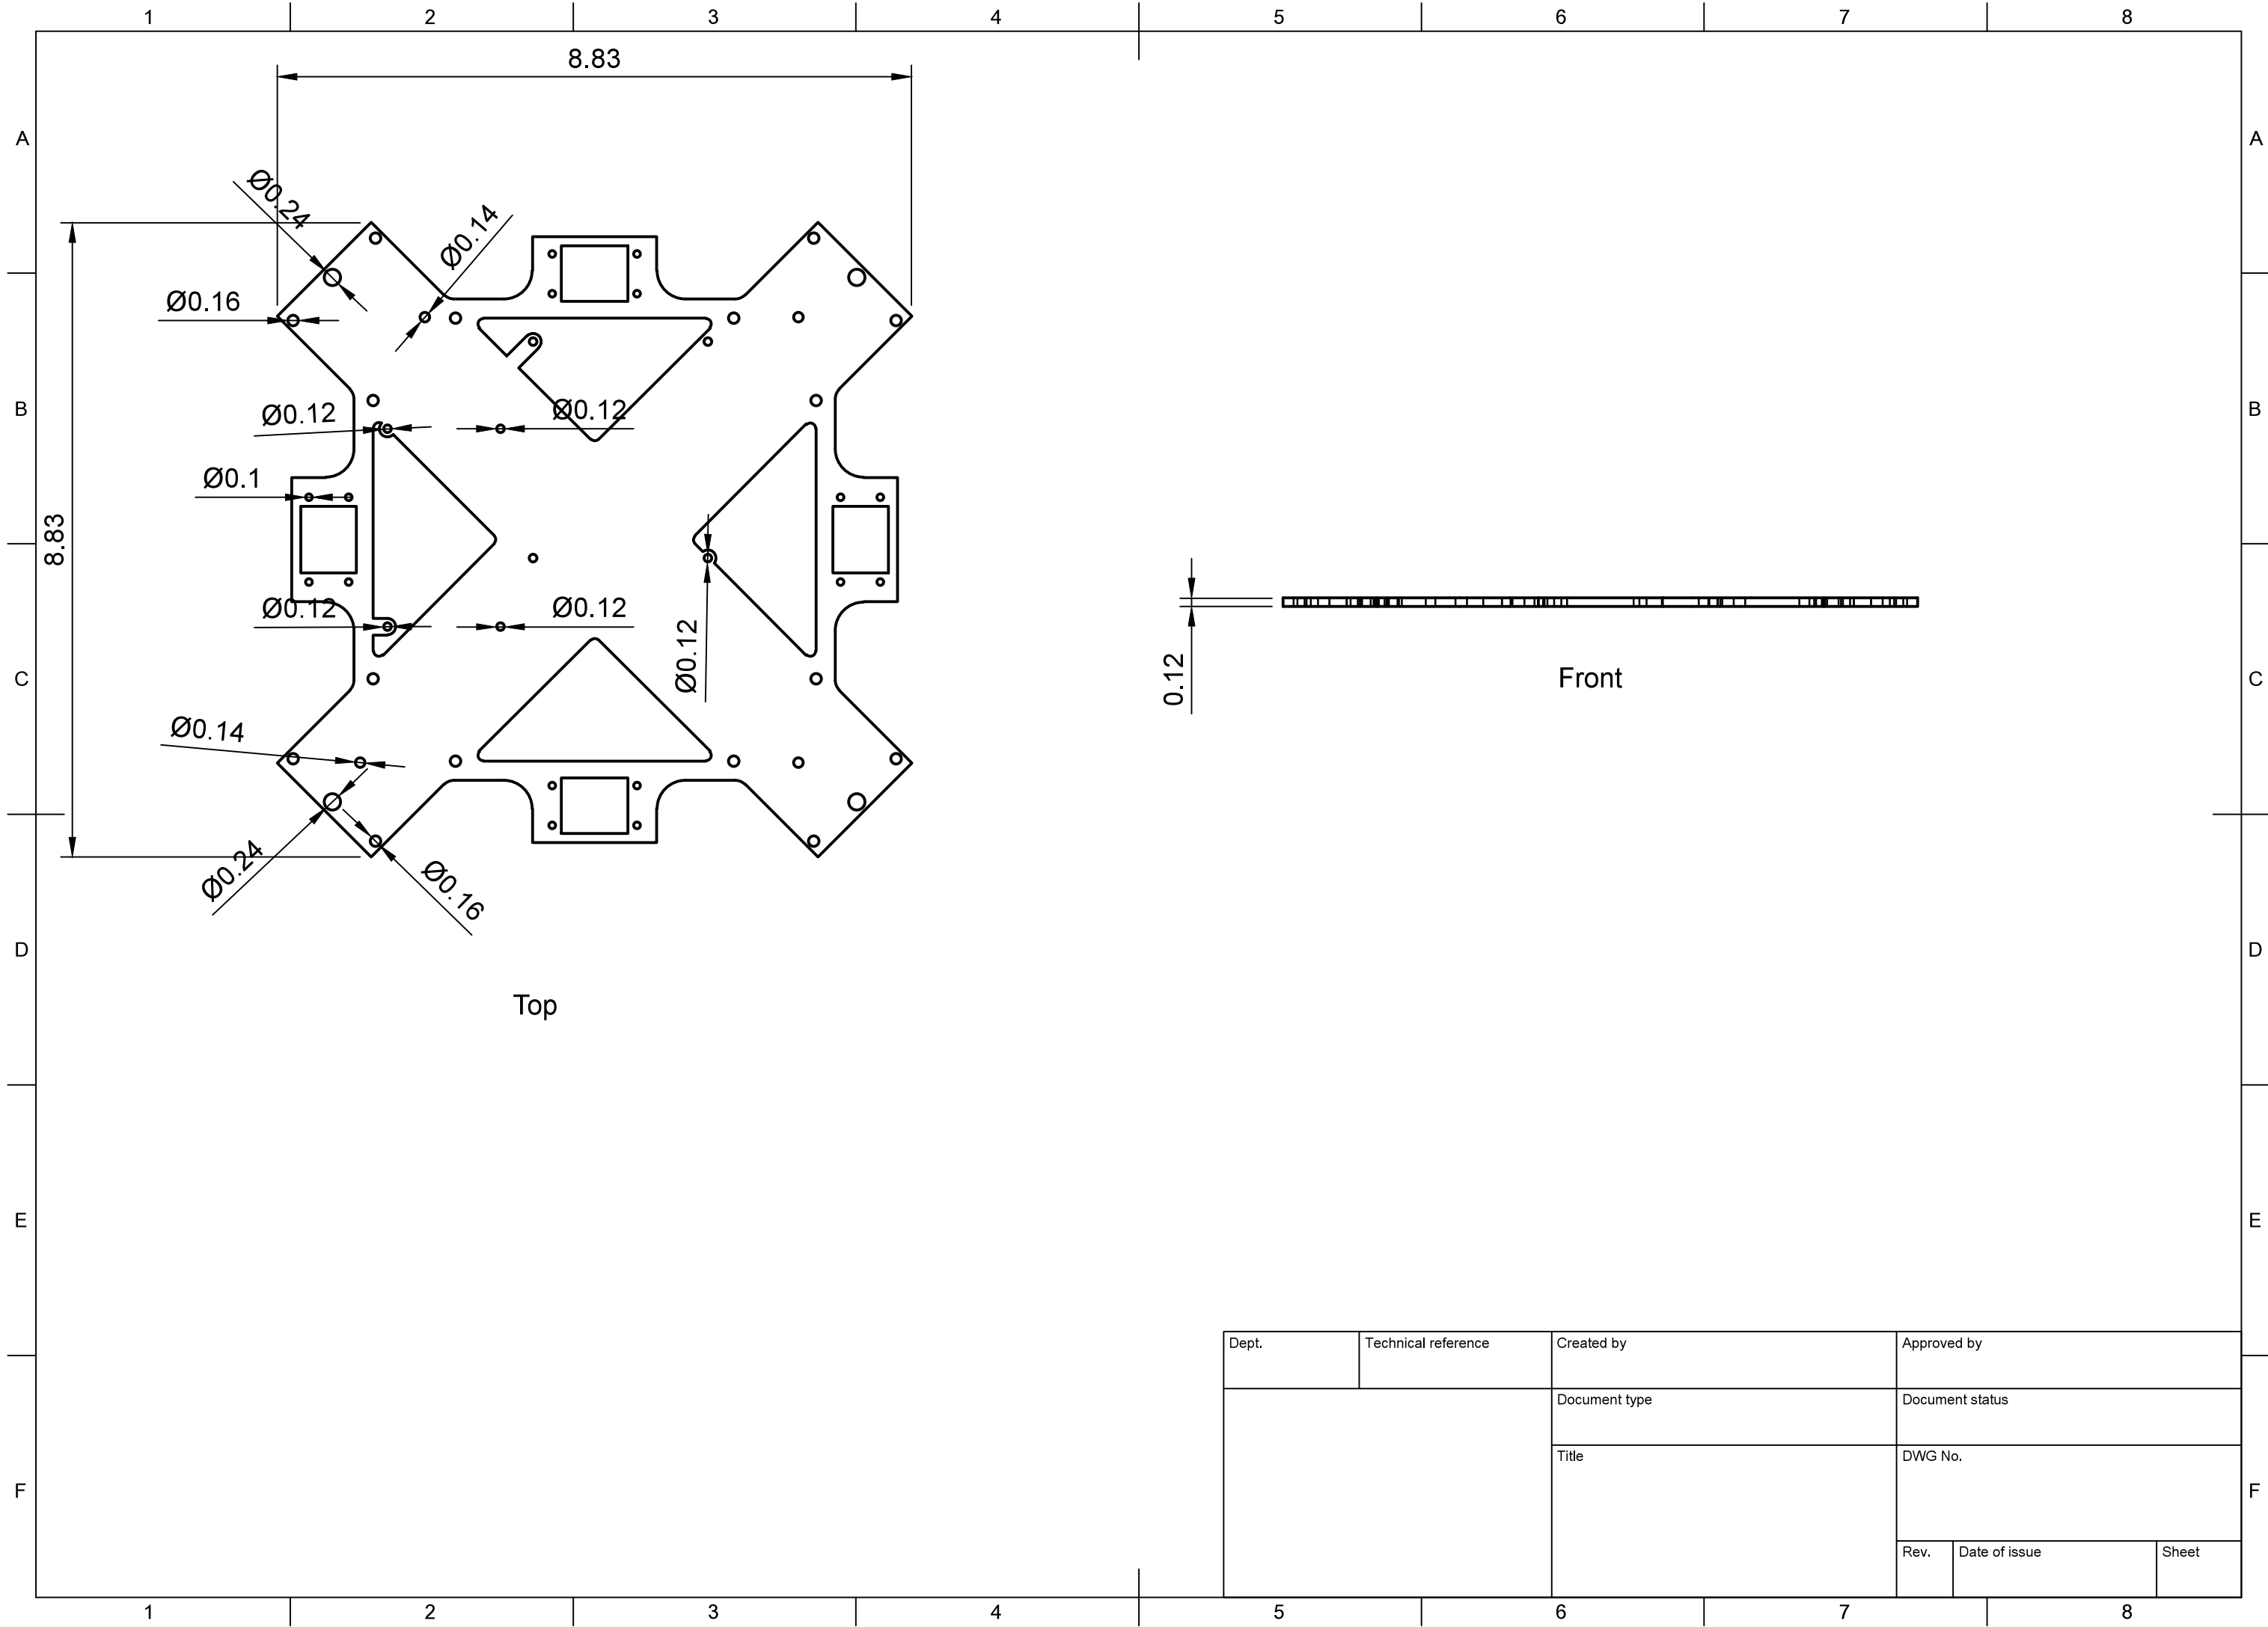 1 2 3 4 5 6 7 8
8.83
A A
Ø0.24
Ø0.14
Ø0.16
B B
Ø0.12 Ø0.12
Ø0.1
8.83
Ø0.12 Ø0.12
Ø0.12
0.12
Front
C C
Ø0.14
Ø0.24
Ø0.16
D D
Top
E E
Dept. Technical reference Created by Approved by
Document type Document status
Title DWG No.
F F
Rev. Date of issue Sheet
1 2 3 4 5 6 7 8